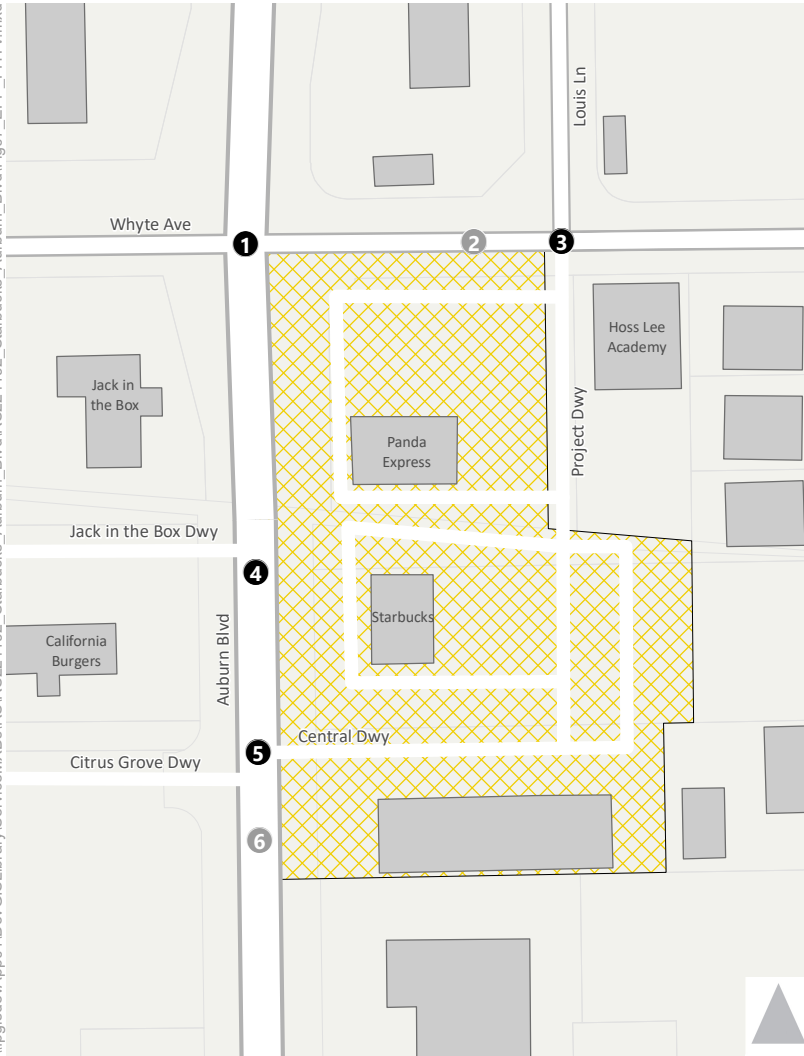 Louis Ln
Whyte Ave
1
2
3
Hoss Lee
Academy
Jack in
the Box
Panda
Express
Project Dwy
Jack in the Box Dwy
4
Starbucks
California
Burgers
Auburn Blvd
Central Dwy
5
Citrus Grove Dwy
6